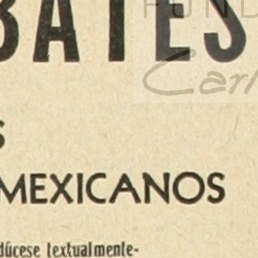 BATES
FUND
Carl
S
MEXICANOS
dúcese textualmente-